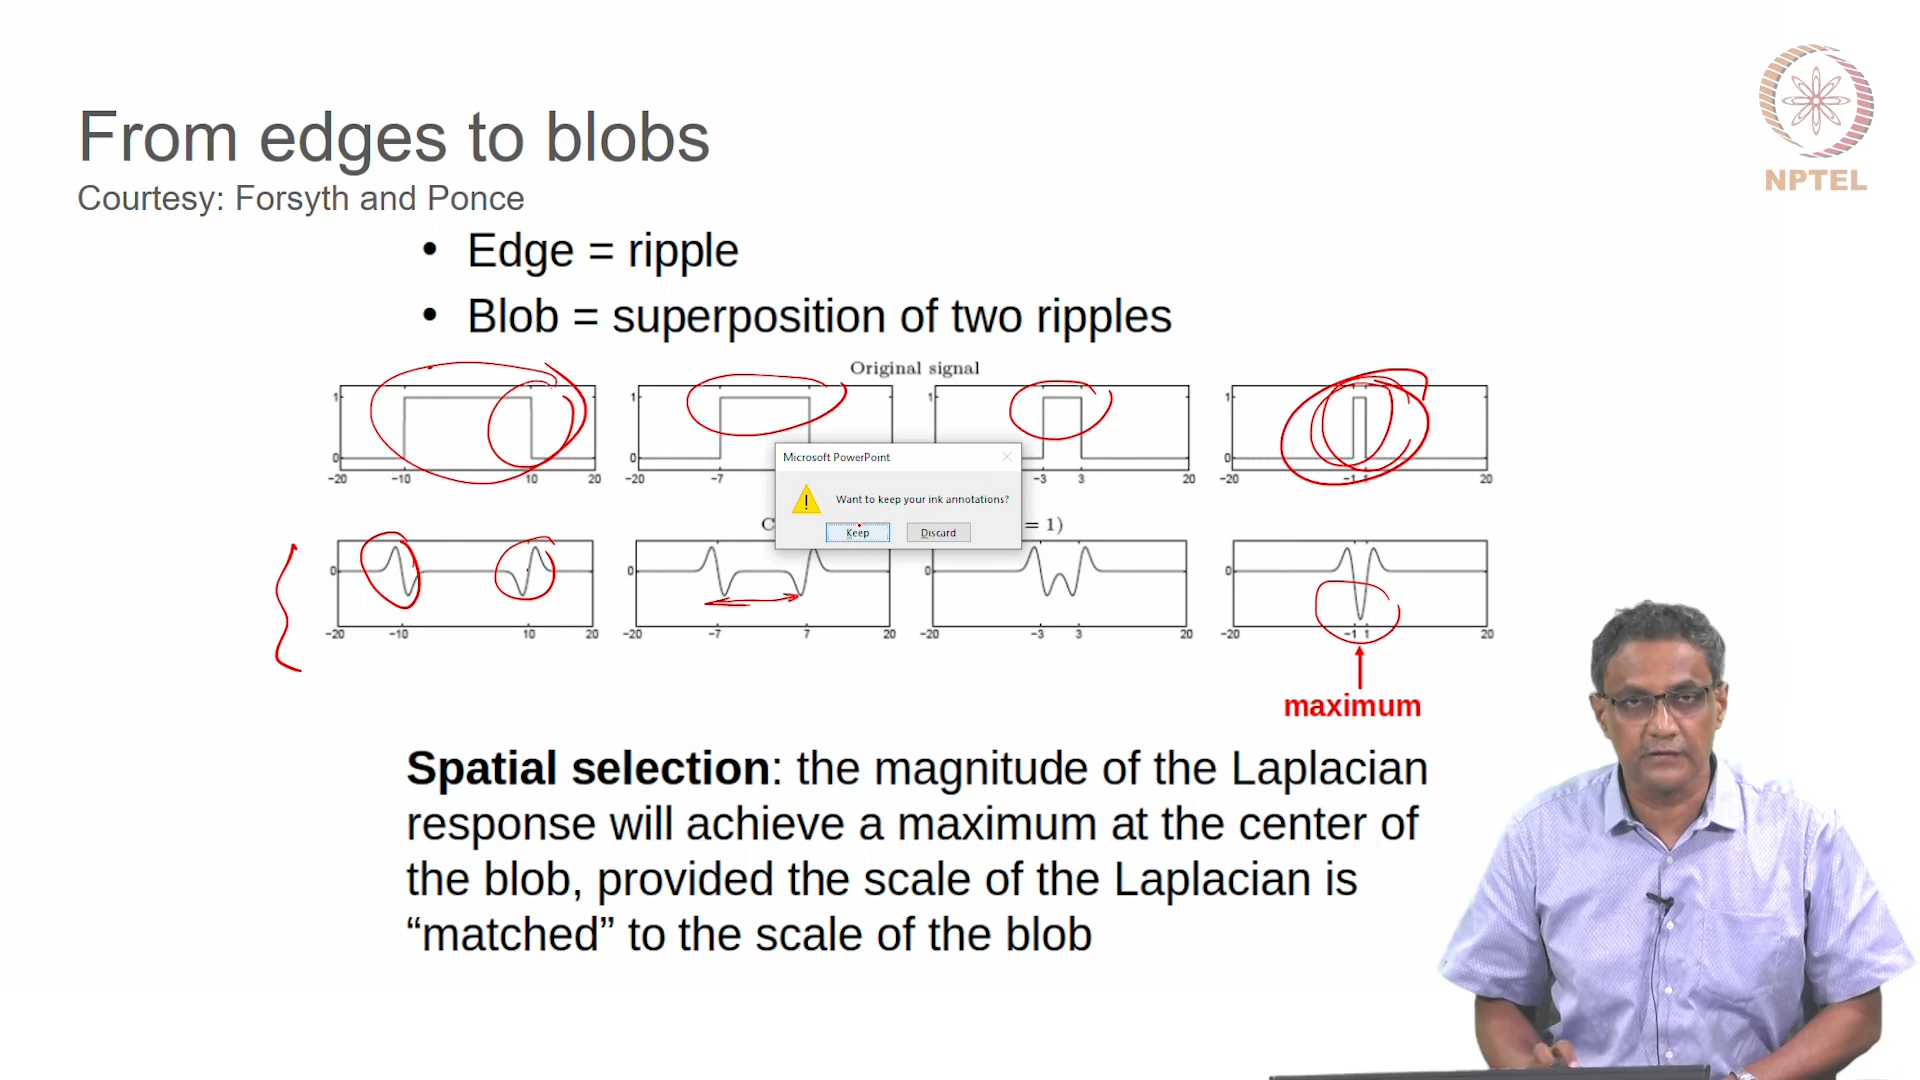 From edges to blobs
Courtesy: Forsyth and Ponce
NPTEL
• Edge = ripple
• Blob = superposition of two ripples
Original signal
1 1 1 1
0 0 0 0
-20 -10 10 20 -20 -7 -3 3 20 -20 -1 1 20
Microsoft PowerPoint
Want to keep your ink annotations?
Keep Discard
C = 1)
0 0 0 0
-20 -10 10 20 -20 -7 7 20 -20 -3 3 20 -20 -1 1 20
maximum
Spatial selection: the magnitude of the Laplacian
response will achieve a maximum at the center of
the blob, provided the scale of the Laplacian is
“matched” to the scale of the blob